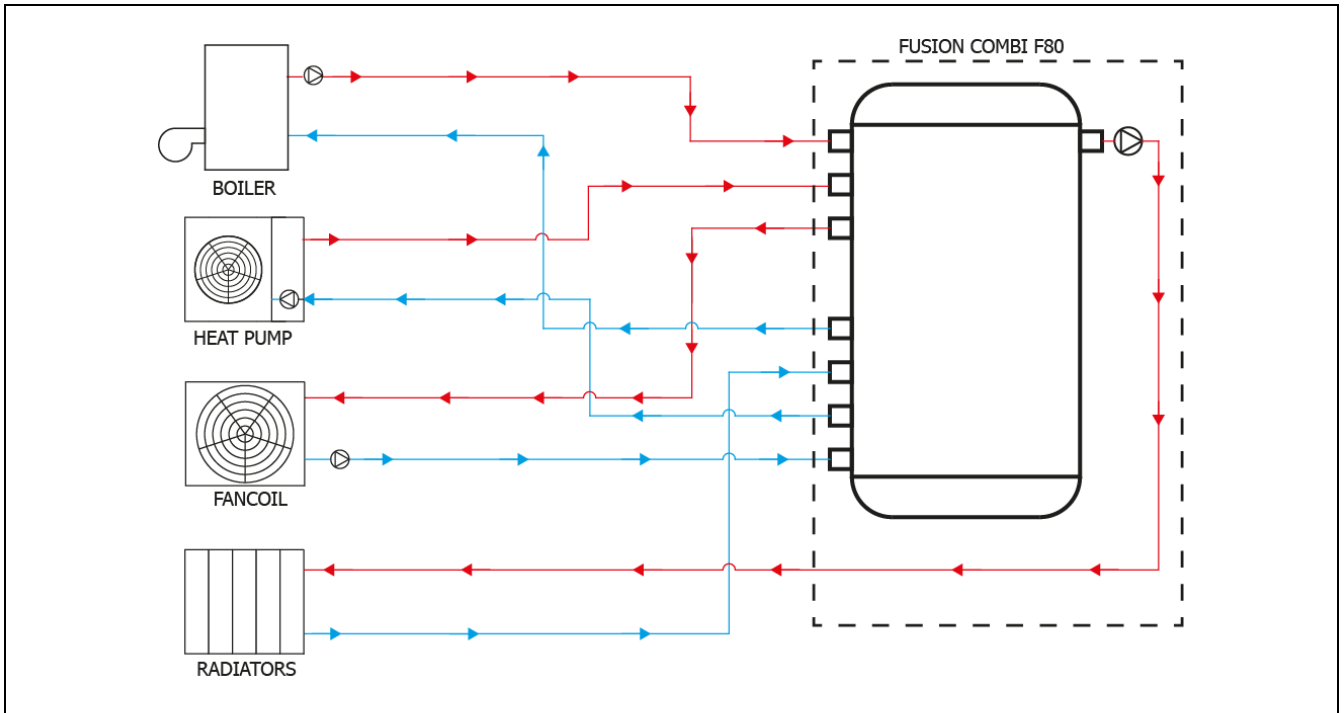 FUSION COMBI F80
BOILER
HEAT PUMP
FANCOIL
RADIATORS